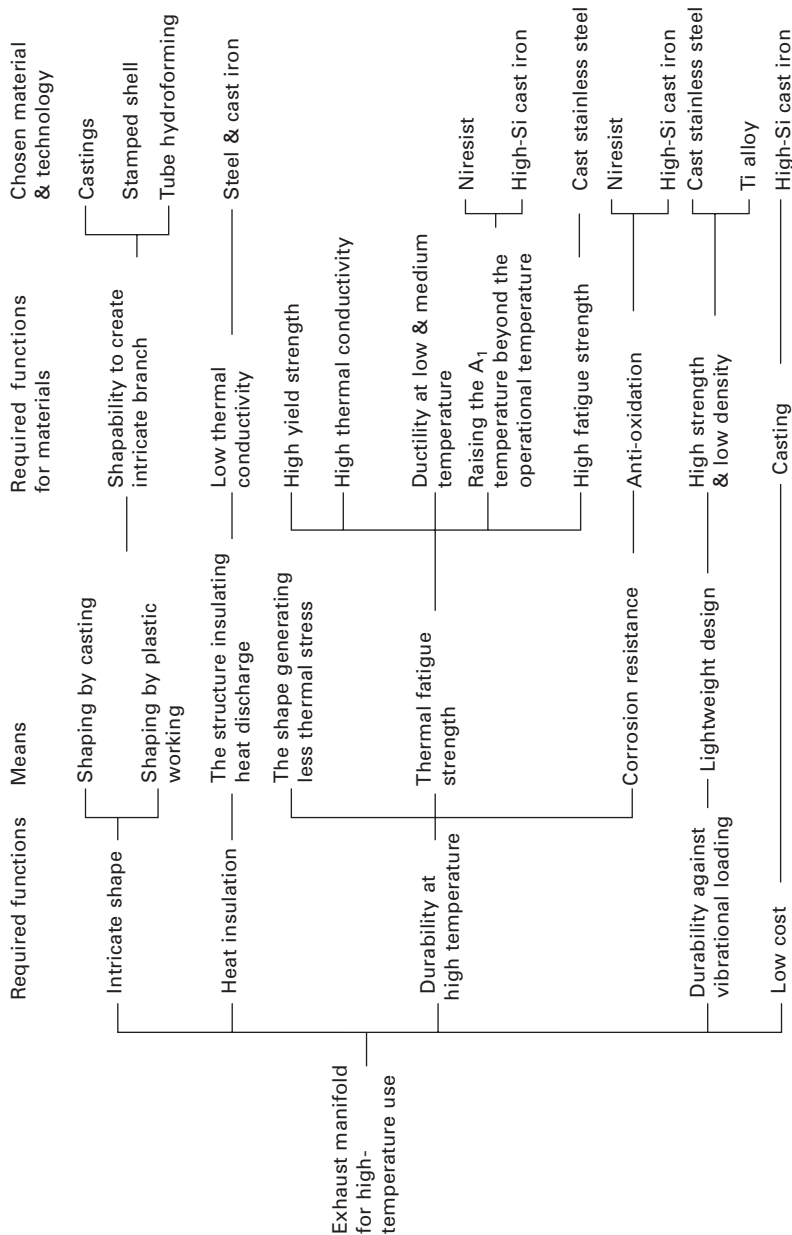 Required functions
Means
Required functions
for materials
Chosen material
& technology
Exhaust manifold
for high-
temperature use
Intricate shape
Shaping by casting
Shaping by plastic
working
Shapability to create
intricate branch
Castings
Stamped shell
Tube hydroforming
Heat insulation
The structure insulating
heat discharge
Low thermal
conductivity
Steel & cast iron
Durability at
high temperature
The shape generating
less thermal stress
Thermal fatigue
strength
High yield strength
High thermal conductivity
Ductility at low & medium
temperature
Raising the A₁
temperature beyond the
operational temperature
Niresist
High-Si cast iron
High fatigue strength
Cast stainless steel
Corrosion resistance
Anti-oxidation
Niresist
High-Si cast iron
Durability against
vibrational loading
Lightweight design
High strength
& low density
Cast stainless steel
Ti alloy
Low cost
Casting
High-Si cast iron